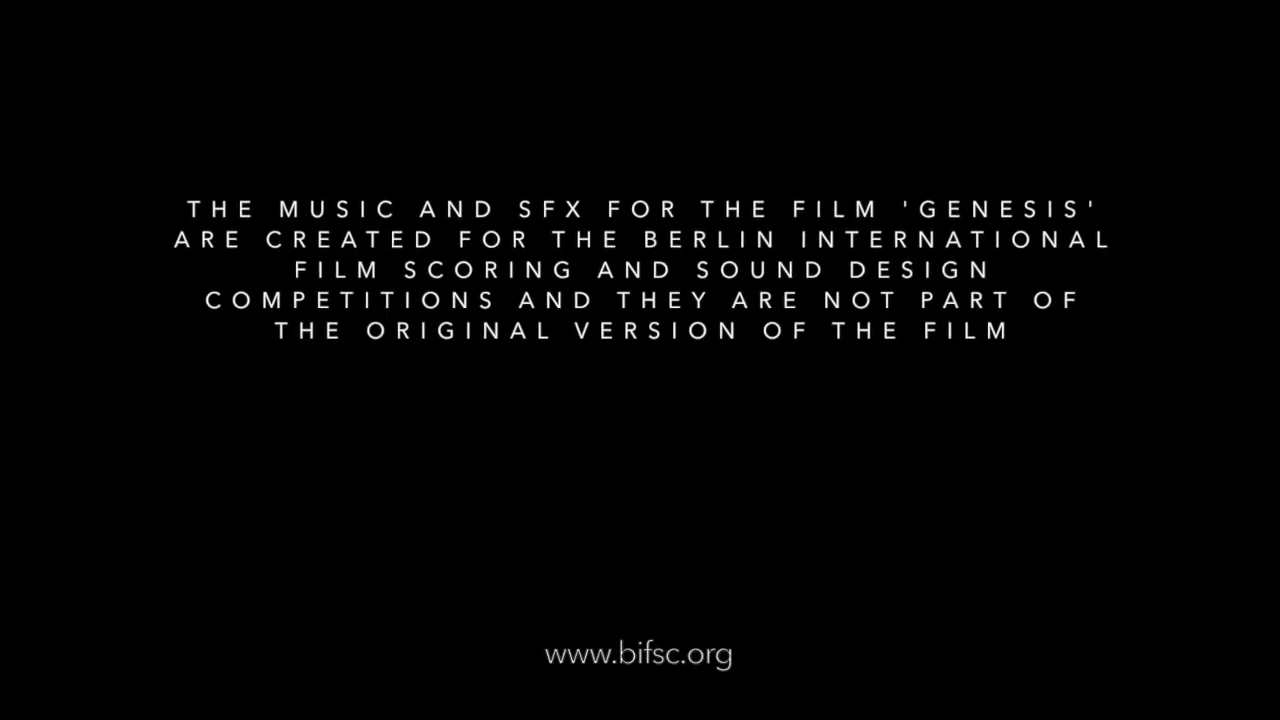 THE MUSIC AND SFX FOR THE FILM 'GENESIS'
ARE CREATED FOR THE BERLIN INTERNATIONAL
FILM SCORING AND SOUND DESIGN
COMPETITIONS AND THEY ARE NOT PART OF
THE ORIGINAL VERSION OF THE FILM
www.bifsc.org